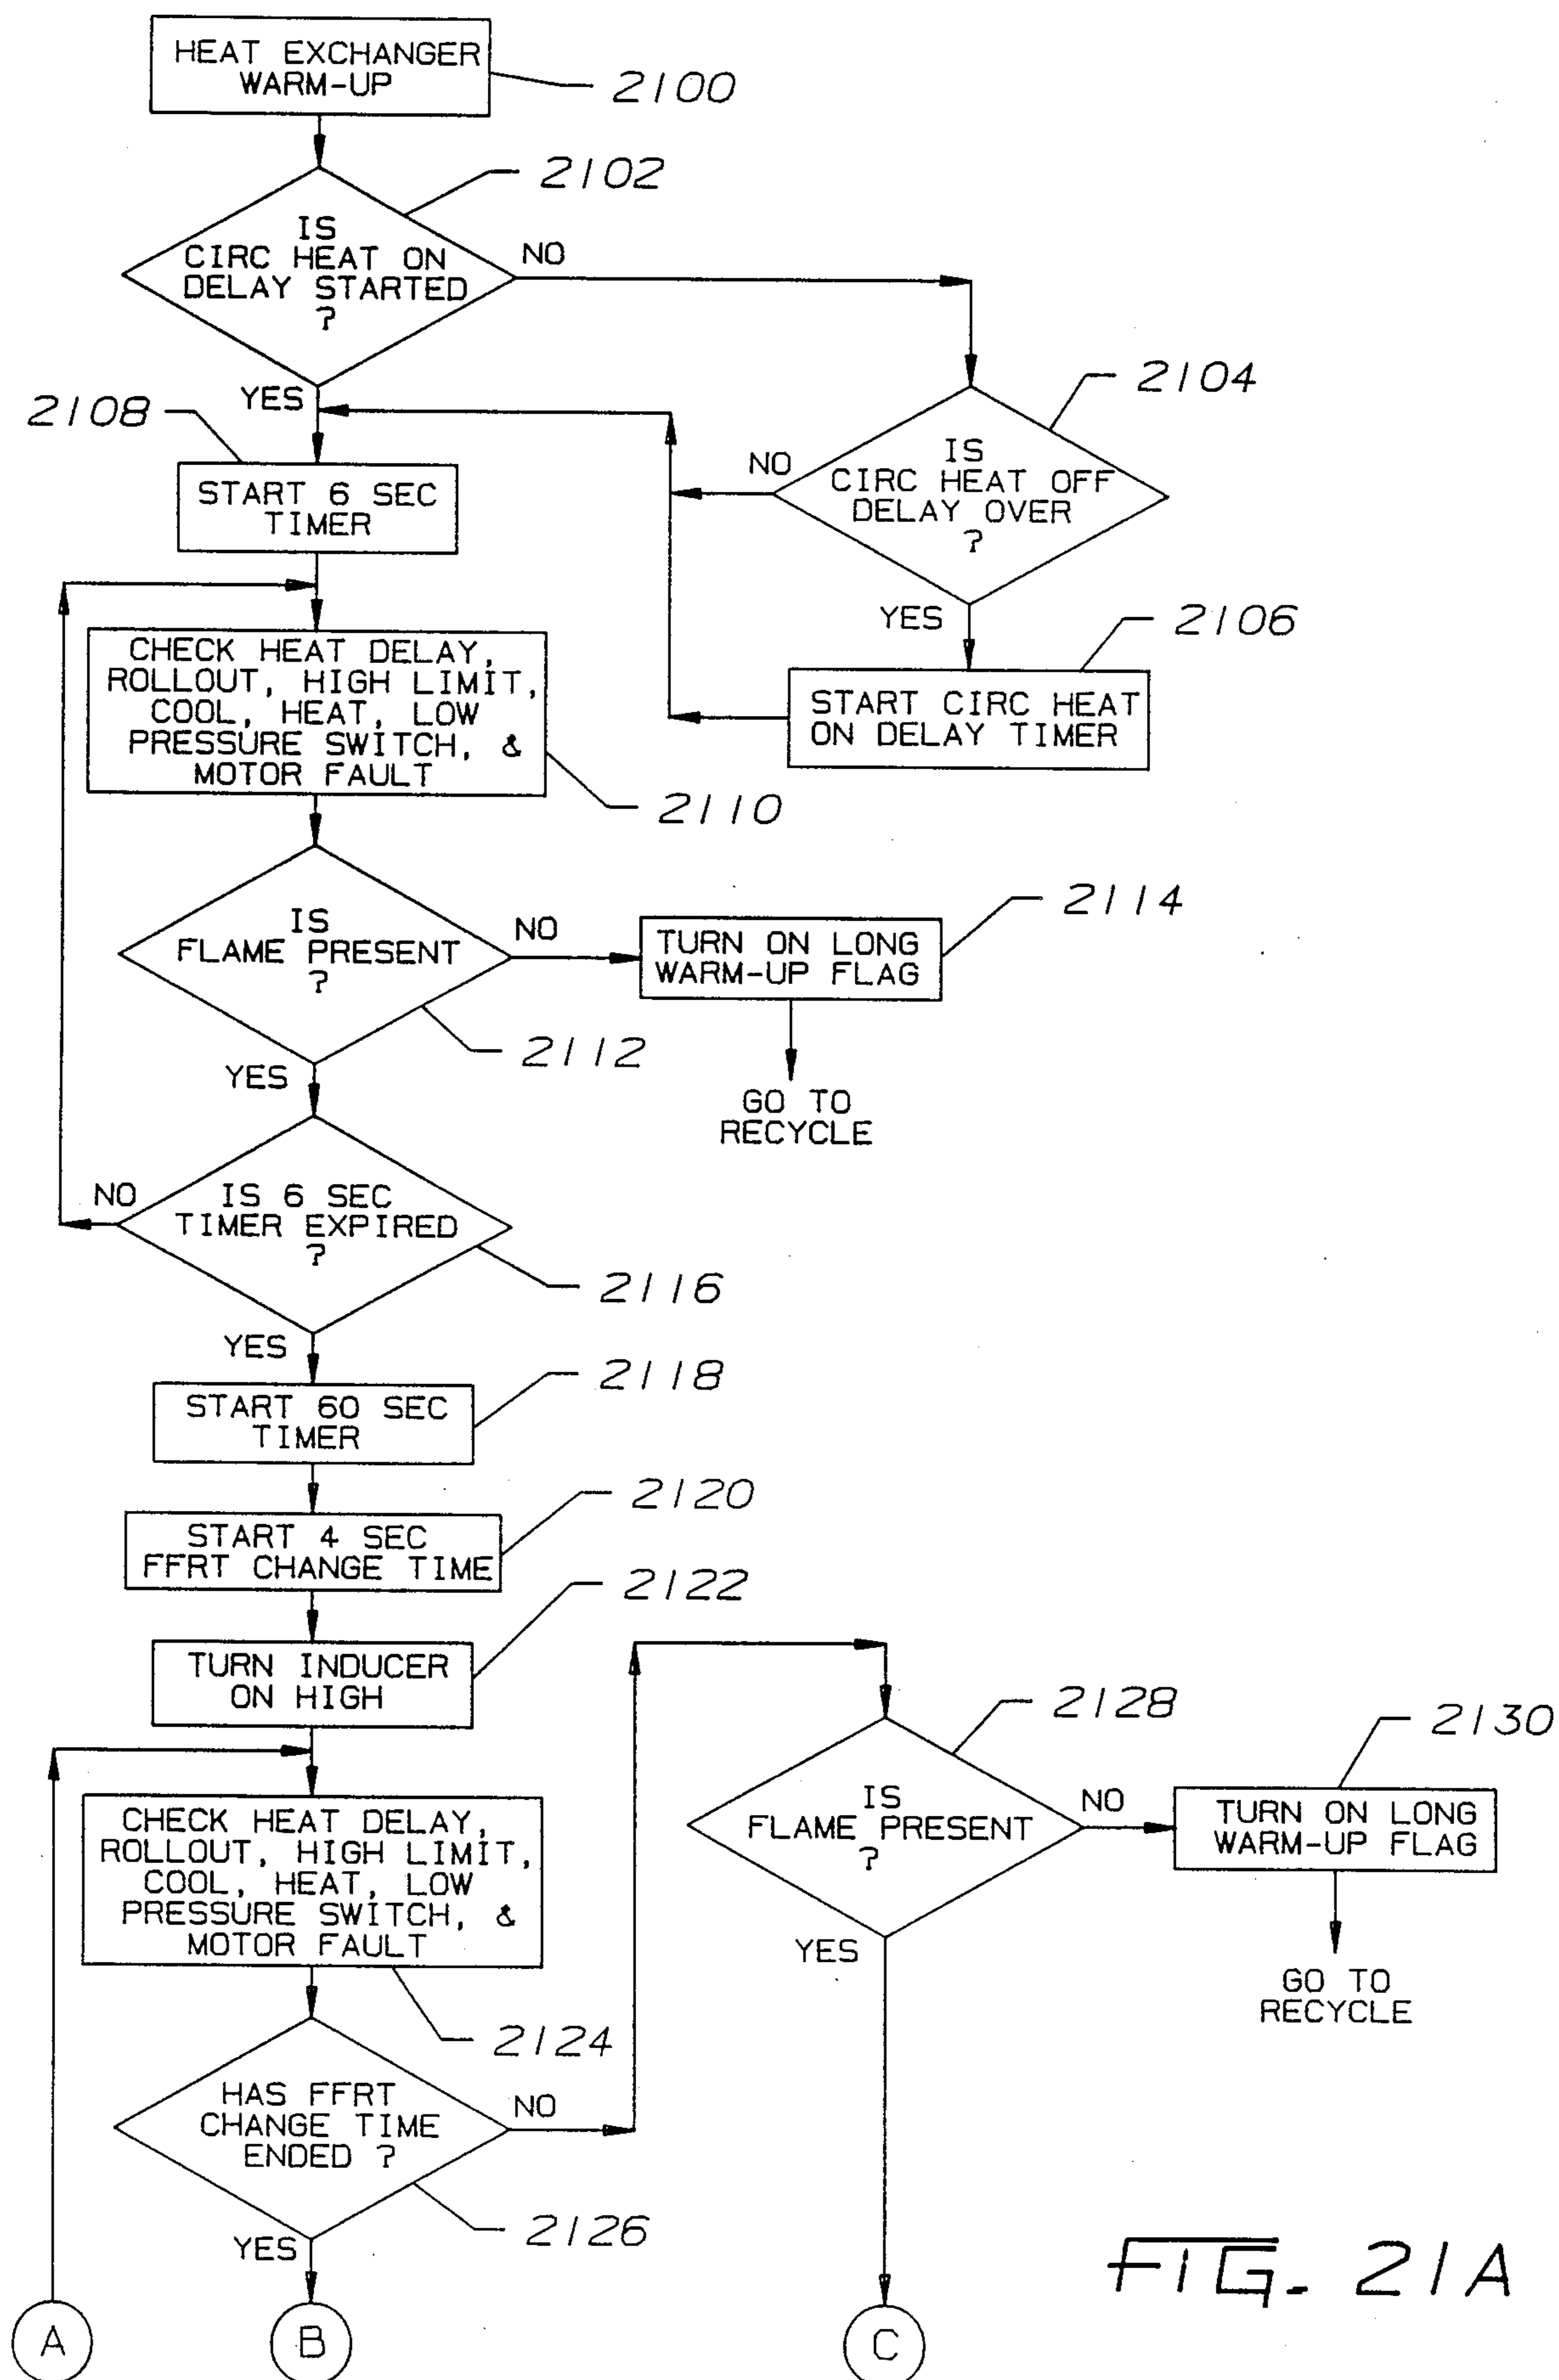 HEAT EXCHANGER
WARM-UP
2100
2102
IS
CIRC HEAT ON
DELAY STARTED
?
NO
YES
2104
IS
CIRC HEAT OFF
DELAY OVER
?
NO
YES
2106
START CIRC HEAT
ON DELAY TIMER
2108
START 6 SEC
TIMER
CHECK HEAT DELAY,
ROLLOUT, HIGH LIMIT,
COOL, HEAT, LOW
PRESSURE SWITCH, &
MOTOR FAULT
2110
IS
FLAME PRESENT
?
NO
2112
YES
TURN ON LONG
WARM-UP FLAG
2114
GO TO
RECYCLE
NO
IS 6 SEC
TIMER EXPIRED
?
2116
YES
START 60 SEC
TIMER
2118
START 4 SEC
FFRT CHANGE TIME
2120
TURN INDUCER
ON HIGH
2122
CHECK HEAT DELAY,
ROLLOUT, HIGH LIMIT,
COOL, HEAT, LOW
PRESSURE SWITCH, &
MOTOR FAULT
2124
HAS FFRT
CHANGE TIME
ENDED ?
NO
2126
YES
2128
IS
FLAME PRESENT
?
NO
YES
2130
TURN ON LONG
WARM-UP FLAG
GO TO
RECYCLE
A
B
C
FIG. 21A